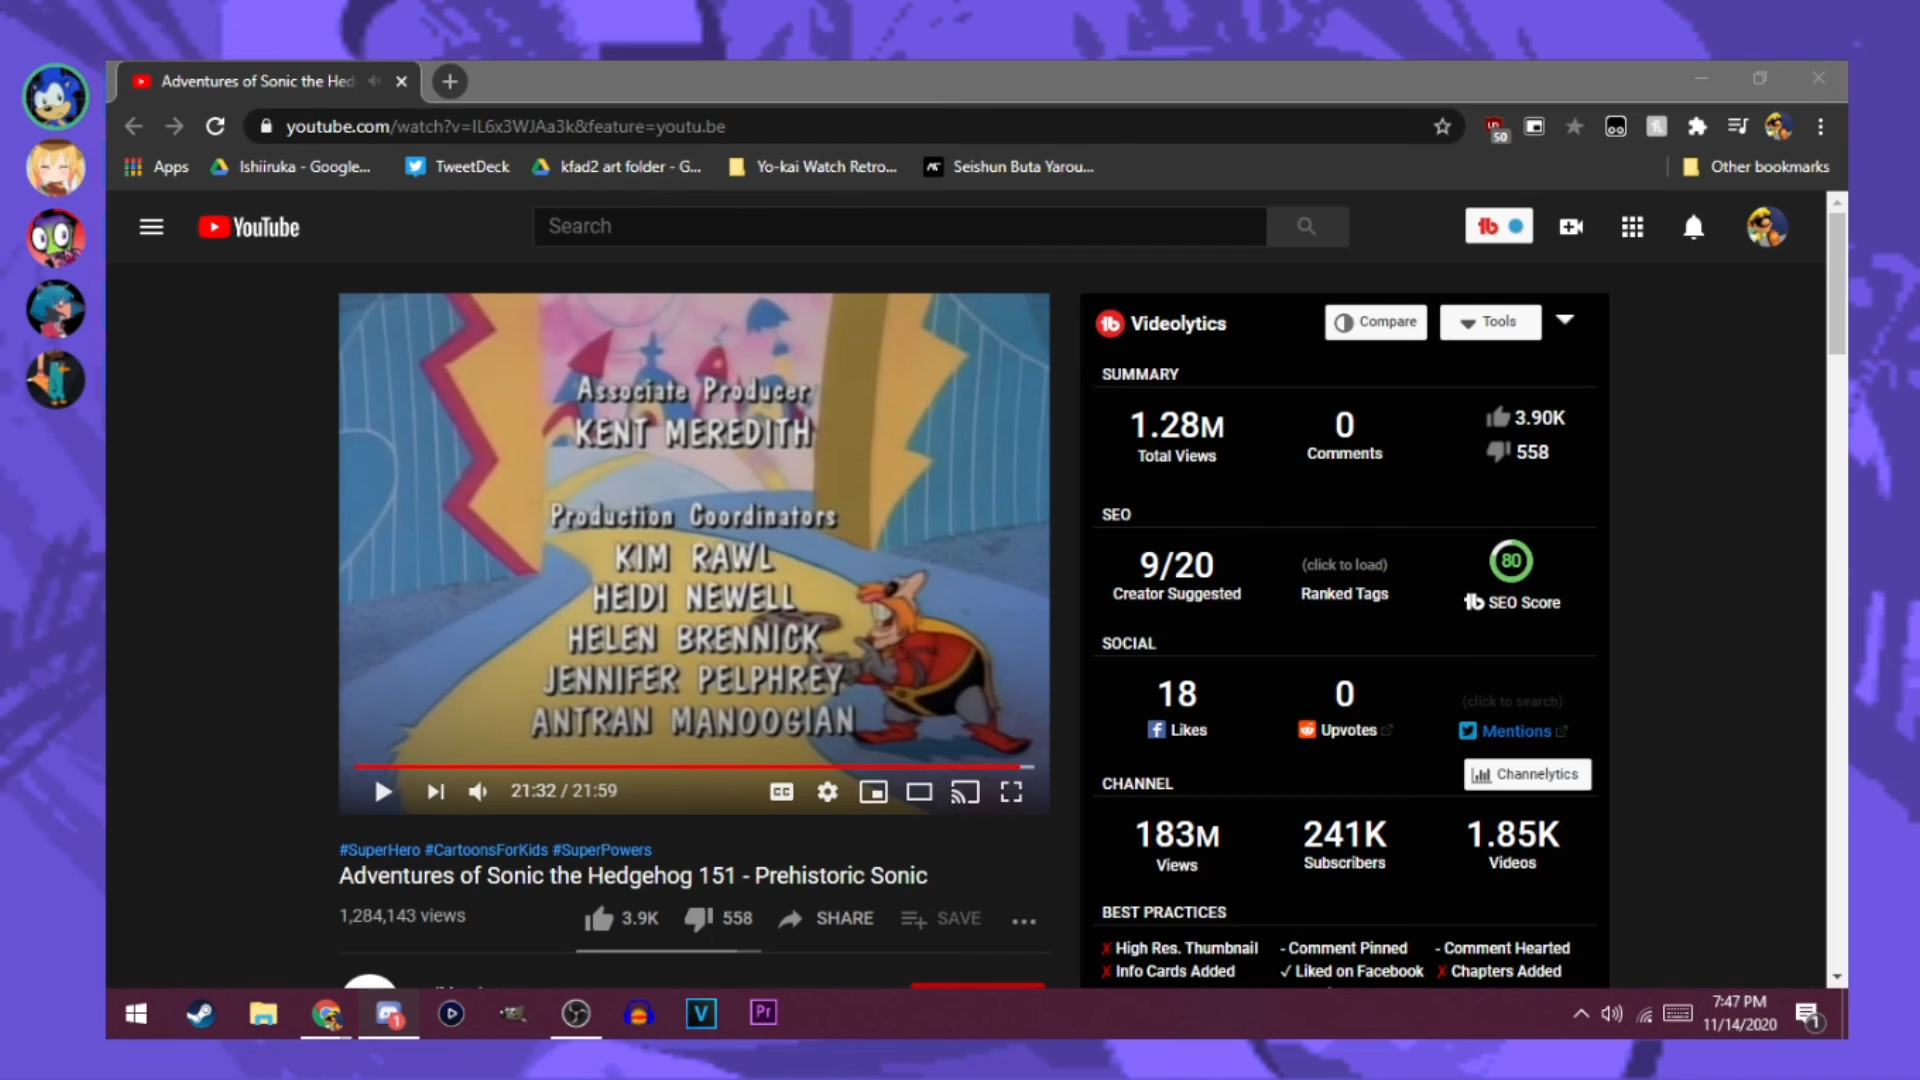 Adventures of Sonic the Hed
youtube.com/watch?v=IL6x3WJAa3k&feature=youtu.be
50
Apps
Ishiiruka - Google...
TweetDeck
kfad2 art folder - G...
Yo-kai Watch Retro...
Seishun Buta Yarou...
Other bookmarks
YouTube
Search
Associate Producer
KENT MEREDITH
Production Coordinators
KIM RAWL
HEIDI NEWELL
HELEN BRENNICK
JENNIFER PELPHREY
ANTRAN MANOOGIAN
21:32 / 21:59
CC
#SuperHero #CartoonsForKids #SuperPowers
Adventures of Sonic the Hedgehog 151 - Prehistoric Sonic
1,284,143 views
3.9K
558
SHARE
SAVE
Videolytics
Compare
Tools
SUMMARY
1.28M
Total Views
0
Comments
3.90K
558
SEO
9/20
Creator Suggested
(click to load)
Ranked Tags
80
SEO Score
SOCIAL
18
Likes
0
Upvotes
(click to search)
Mentions
CHANNEL
Channelytics
183M
Views
241K
Subscribers
1.85K
Videos
BEST PRACTICES
✗ High Res. Thumbnail - Comment Pinned - Comment Hearted
✗ Info Cards Added ✓ Liked on Facebook ✗ Chapters Added
1
V
Pr
7:47 PM
11/14/2020
1